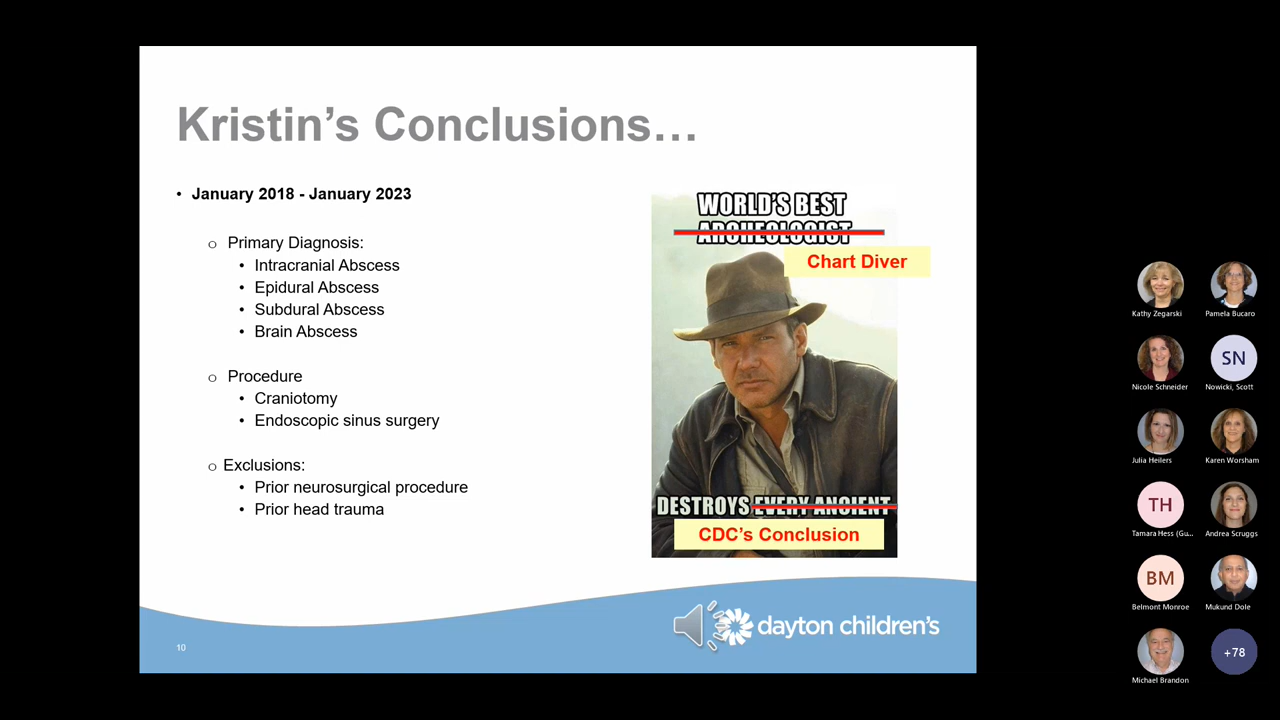 Kristin’s Conclusions…
• January 2018 - January 2023
o Primary Diagnosis:
• Intracranial Abscess
• Epidural Abscess
• Subdural Abscess
• Brain Abscess
o Procedure
• Craniotomy
• Endoscopic sinus surgery
o Exclusions:
• Prior neurosurgical procedure
• Prior head trauma
WORLD'S BEST
ARCHEOLOGIST
Chart Diver
DESTROYS EVERY ANCIENT
CDC’s Conclusion
10
dayton children's
Kathy Zegarski
Pamela Bucaro
Nicole Schneider
SN
Nowicki, Scott
Julia Heilers
Karen Worsham
TH
Tamara Hess (Gu...
Andrea Scruggs
BM
Belmont Monroe
Mukund Dole
Michael Brandon
+78